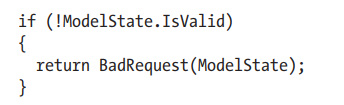 if (!ModelState.IsValid)
{
  return BadRequest(ModelState);
}